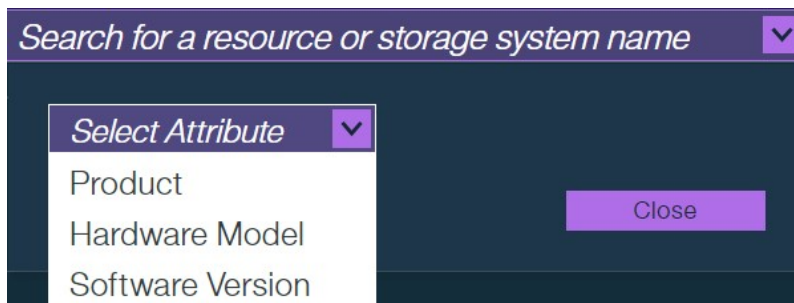 Search for a resource or storage system name
Select Attribute
Product
Close
Hardware Model
Software Version